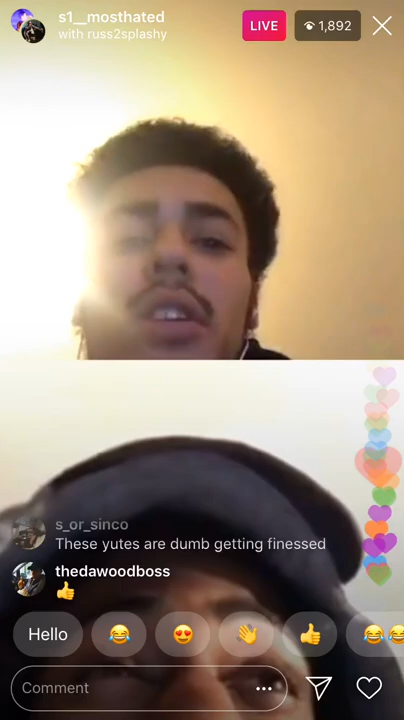 s1__mosthated
with russ2splashy
LIVE
1,892
s_or_sinco
These yutes are dumb getting finessed
thedawoodboss
👍
Hello
😂
😍
👋
👍
😂😂
Comment